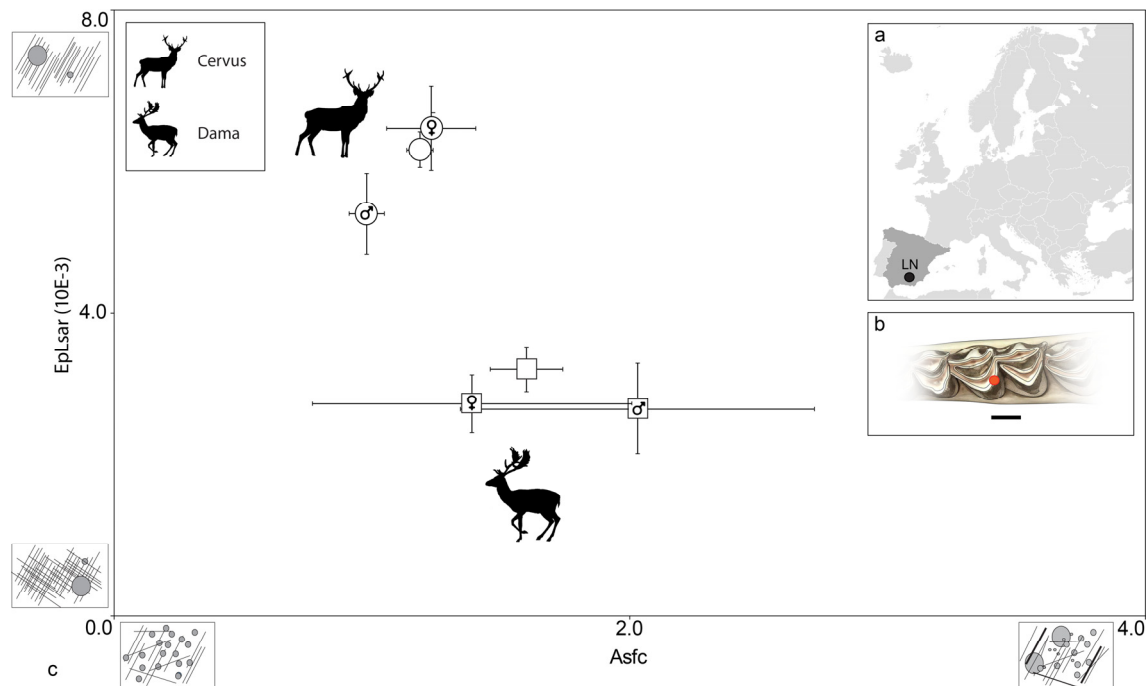 8.0
Cervus
Dama
♀
♂
a
LN
b
EpLsar (10E-3)
4.0
♀
♂
0.0
2.0
4.0
Asfc
c